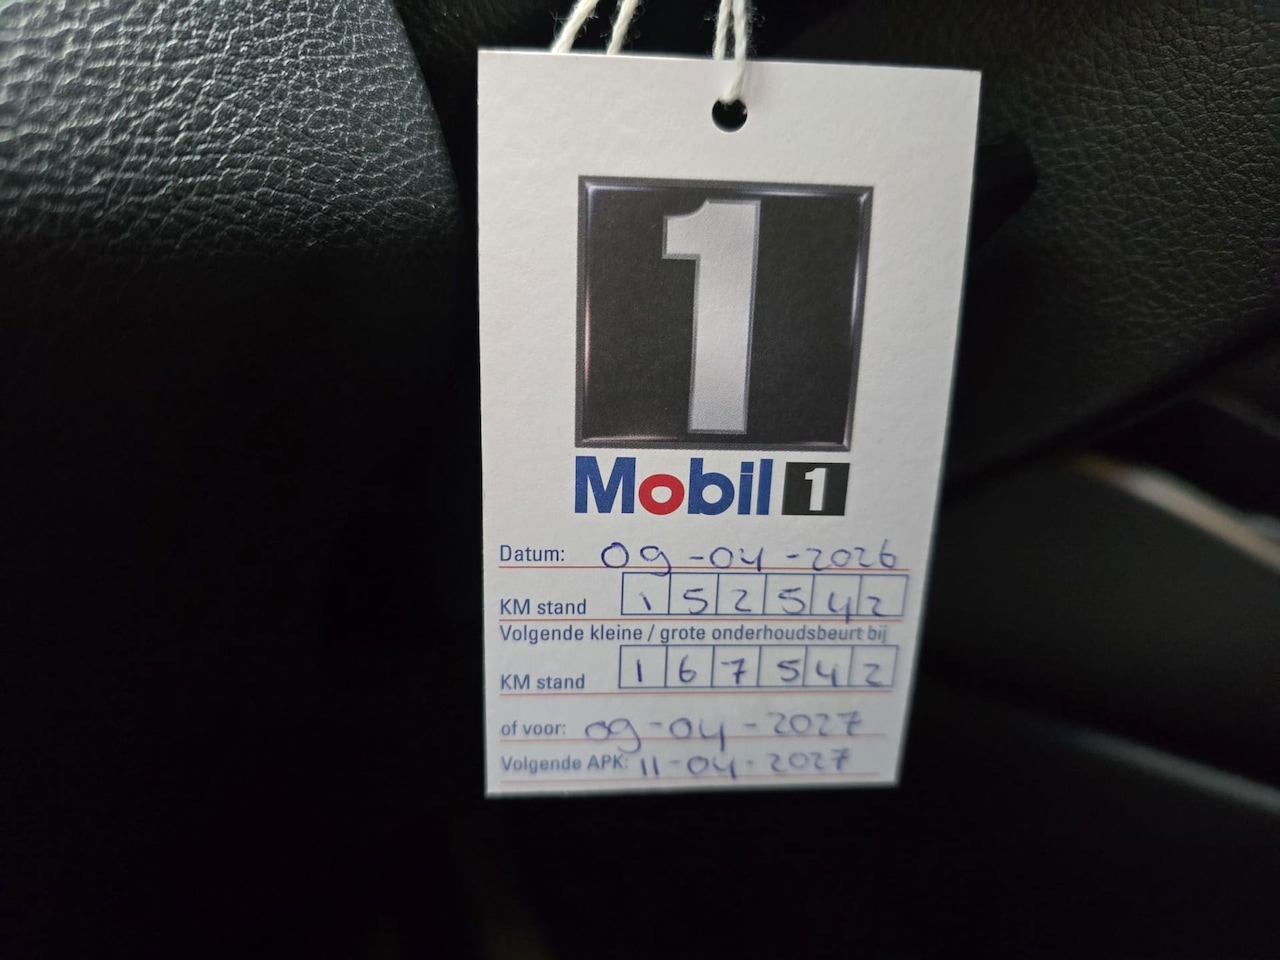 1
Mobil 1
Datum: 09-04-2026
KM stand 152542
Volgende kleine / grote onderhoudsbeurt bij
KM stand 167542
of voor: 09-04-2027
Volgende APK: 11-04-2027